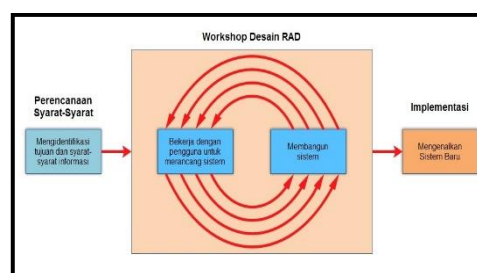 Workshop Desain RAD
Perencanaan
Syarat-Syarat
Mengidentifikasi
tujuan dan syarat-
syarat informasi
Bekerja dengan
pengguna untuk
merancang sistem
Membangun
sistem
Implementasi
Mengenalkan
Sistem Baru